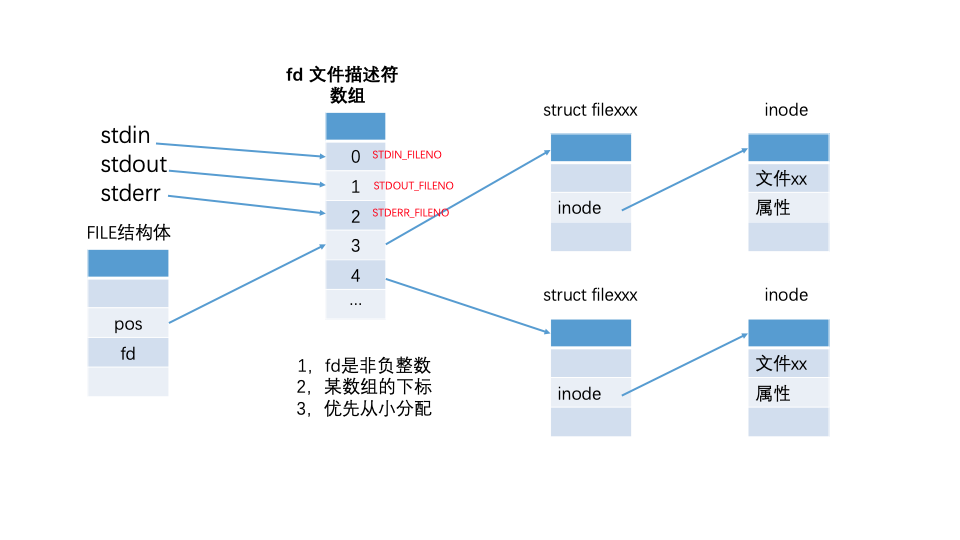 fd 文件描述符
数组
stdin
stdout
stderr
FILE结构体
pos
fd
0 STDIN_FILENO
1 STDOUT_FILENO
2 STDERR_FILENO
3
4
...
1，fd是非负整数
2，某数组的下标
3，优先从小分配
struct filexxx
inode
inode
文件xx
属性
struct filexxx
inode
inode
文件xx
属性